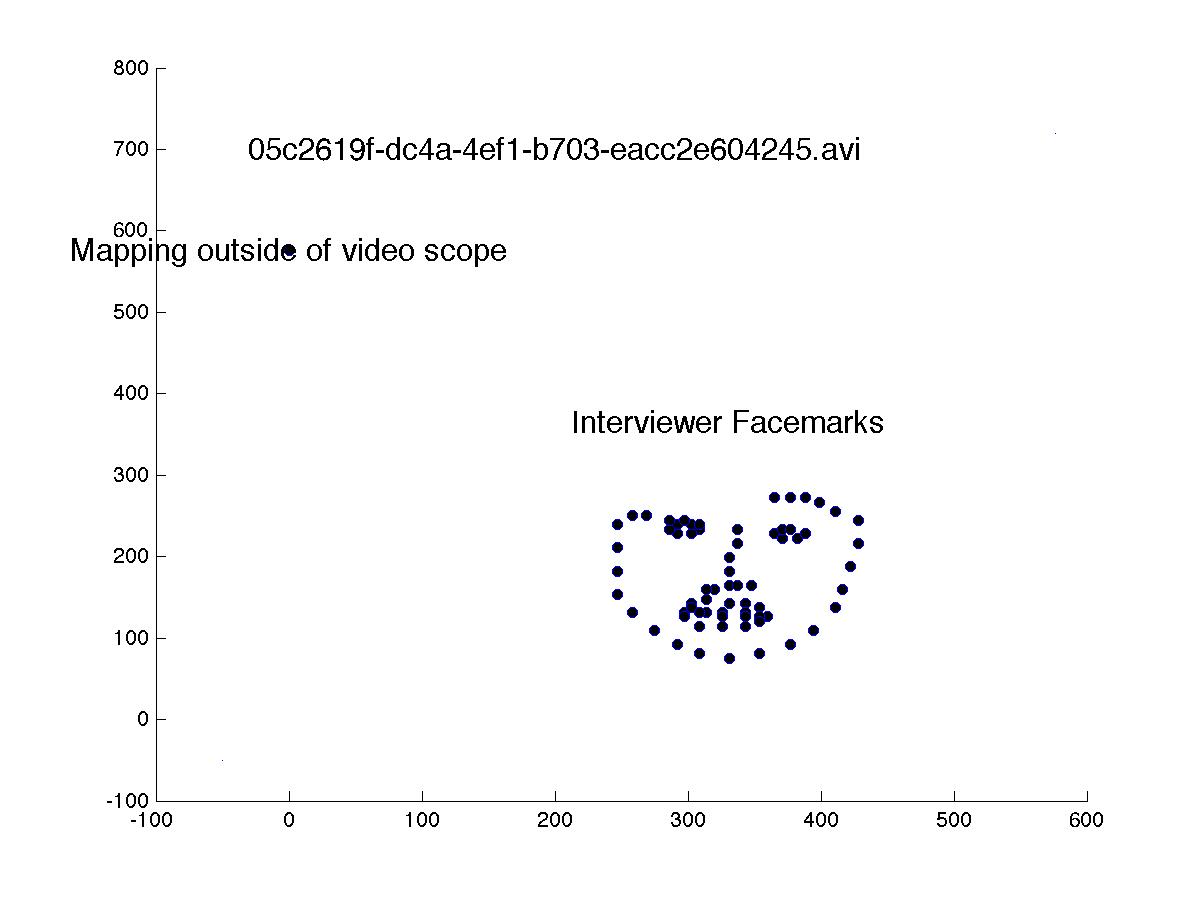 800
700
05c2619f-dc4a-4ef1-b703-eacc2e604245.avi
600
Mapping outside of video scope
500
400
Interviewer Facemarks
300
200
100
0
-100
-100 0 100 200 300 400 500 600